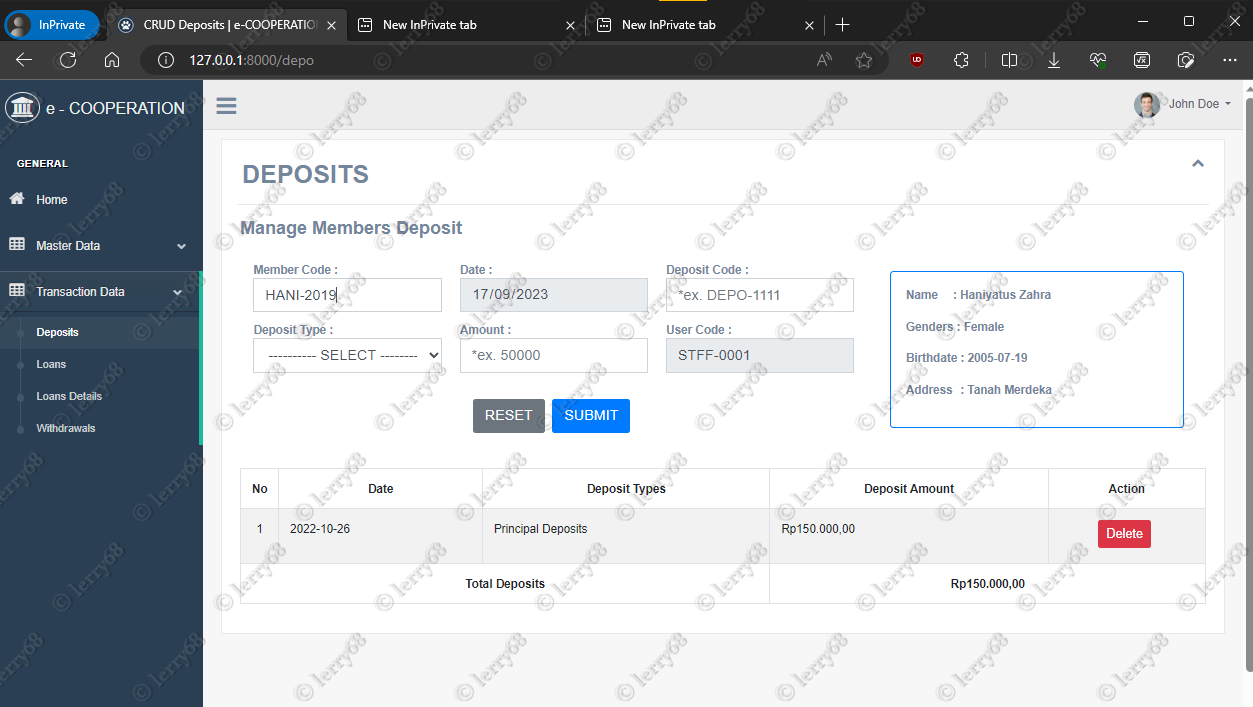 InPrivate
CRUD Deposits | e-COOPERATION
New InPrivate tab
New InPrivate tab
127.0.0.1:8000/depo
e - COOPERATION
John Doe
GENERAL
Home
Master Data
Transaction Data
Deposits
Loans
Loans Details
Withdrawals
DEPOSITS
Manage Members Deposit
Member Code : Date : Deposit Code :
HANI-2019 17/09/2023 *ex. DEPO-1111
Deposit Type : Amount : User Code :
---------- SELECT -------- *ex. 50000 STFF-0001
RESET SUBMIT
Name : Haniyatus Zahra
Genders : Female
Birthdate : 2005-07-19
Address : Tanah Merdeka
No Date Deposit Types Deposit Amount Action
1 2022-10-26 Principal Deposits Rp150.000,00 Delete
Total Deposits Rp150.000,00
© lerry68